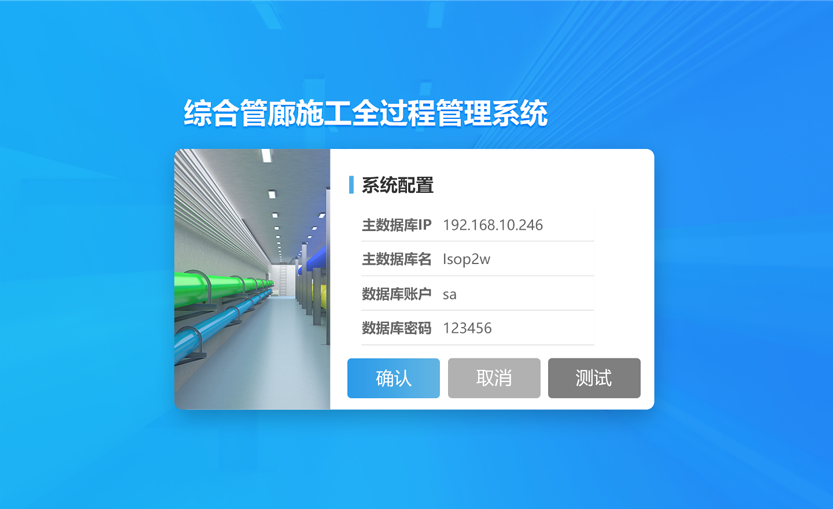 综合管廊施工全过程管理系统
系统配置
主数据库IP 192.168.10.246
主数据库名 lsop2w
数据库账户 sa
数据库密码 123456
确认 取消 测试